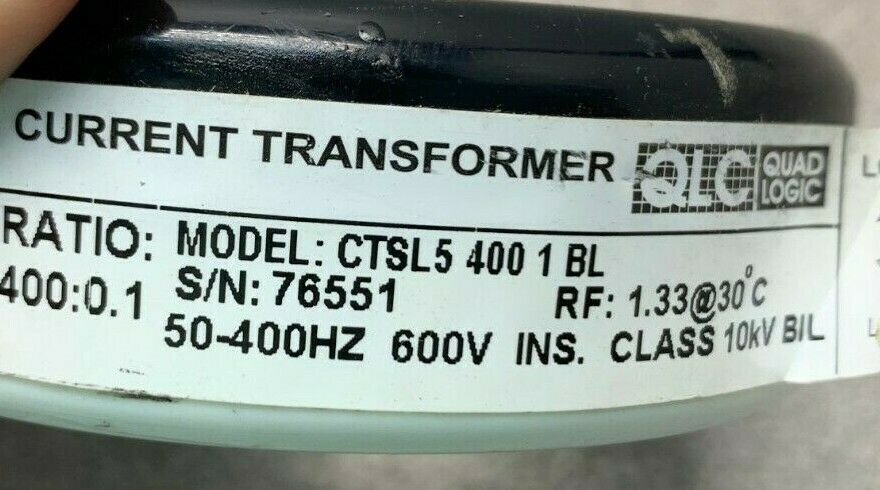 CURRENT TRANSFORMER QLC QUAD LOGIC
RATIO: MODEL: CTSL5 400 1 BL
400:0.1 S/N: 76551 RF: 1.33@30°C
50-400HZ 600V INS. CLASS 10kV BIL